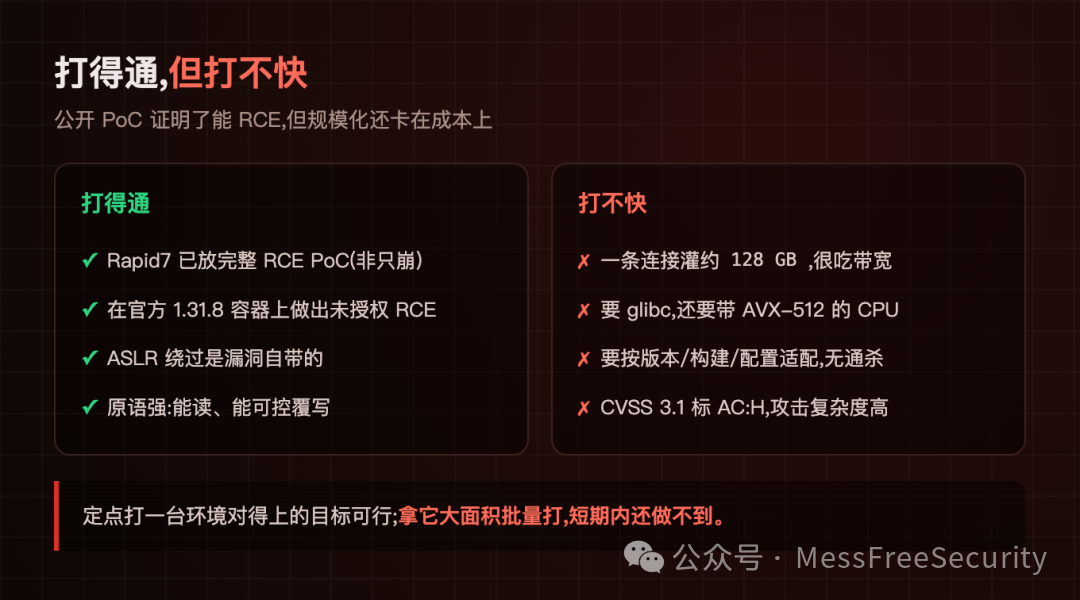 打得通,但打不快
公开 PoC 证明了能 RCE,但规模化还卡在成本上
打得通
✓ Rapid7 已放完整 RCE PoC(非只崩)
✓ 在官方 1.31.8 容器上做出未授权 RCE
✓ ASLR 绕过是漏洞自带的
✓ 原语强:能读、能可控覆写
打不快
✗ 一条连接灌约 128 GB ,很吃带宽
✗ 要 glibc,还要带 AVX-512 的 CPU
✗ 要按版本/构建/配置适配,无通杀
✗ CVSS 3.1 标 AC:H,攻击复杂度高
定点打一台环境对得上的目标可行;拿它大面积批量打,短期内还做不到。
公众号 · MessFreeSecurity